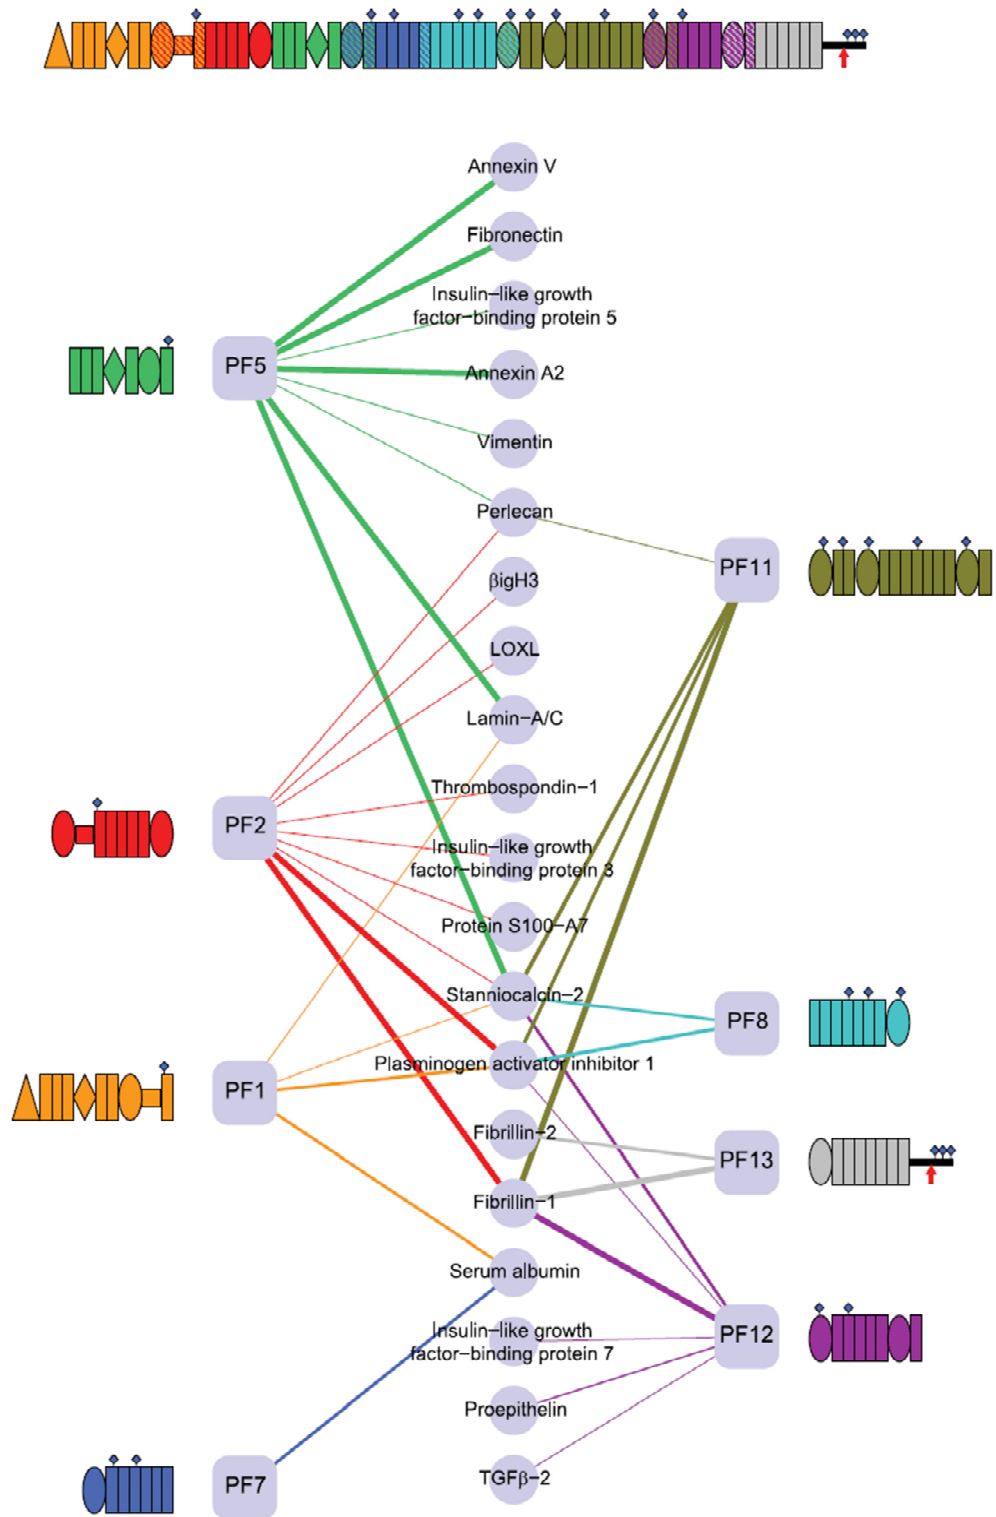 Annexin V
Fibronectin
Insulin−like growth
factor−binding protein 5
PF5
Annexin A2
Vimentin
Perlecan
PF11
βigH3
LOXL
Lamin−A/C
Thrombospondin−1
PF2
Insulin−like growth
factor−binding protein 3
Protein S100−A7
Stanniocalcin−2
PF8
Plasminogen activator inhibitor 1
PF1
Fibrillin−2
PF13
Fibrillin−1
Serum albumin
Insulin−like growth
factor−binding protein 7
PF12
Proepithelin
TGFβ−2
PF7